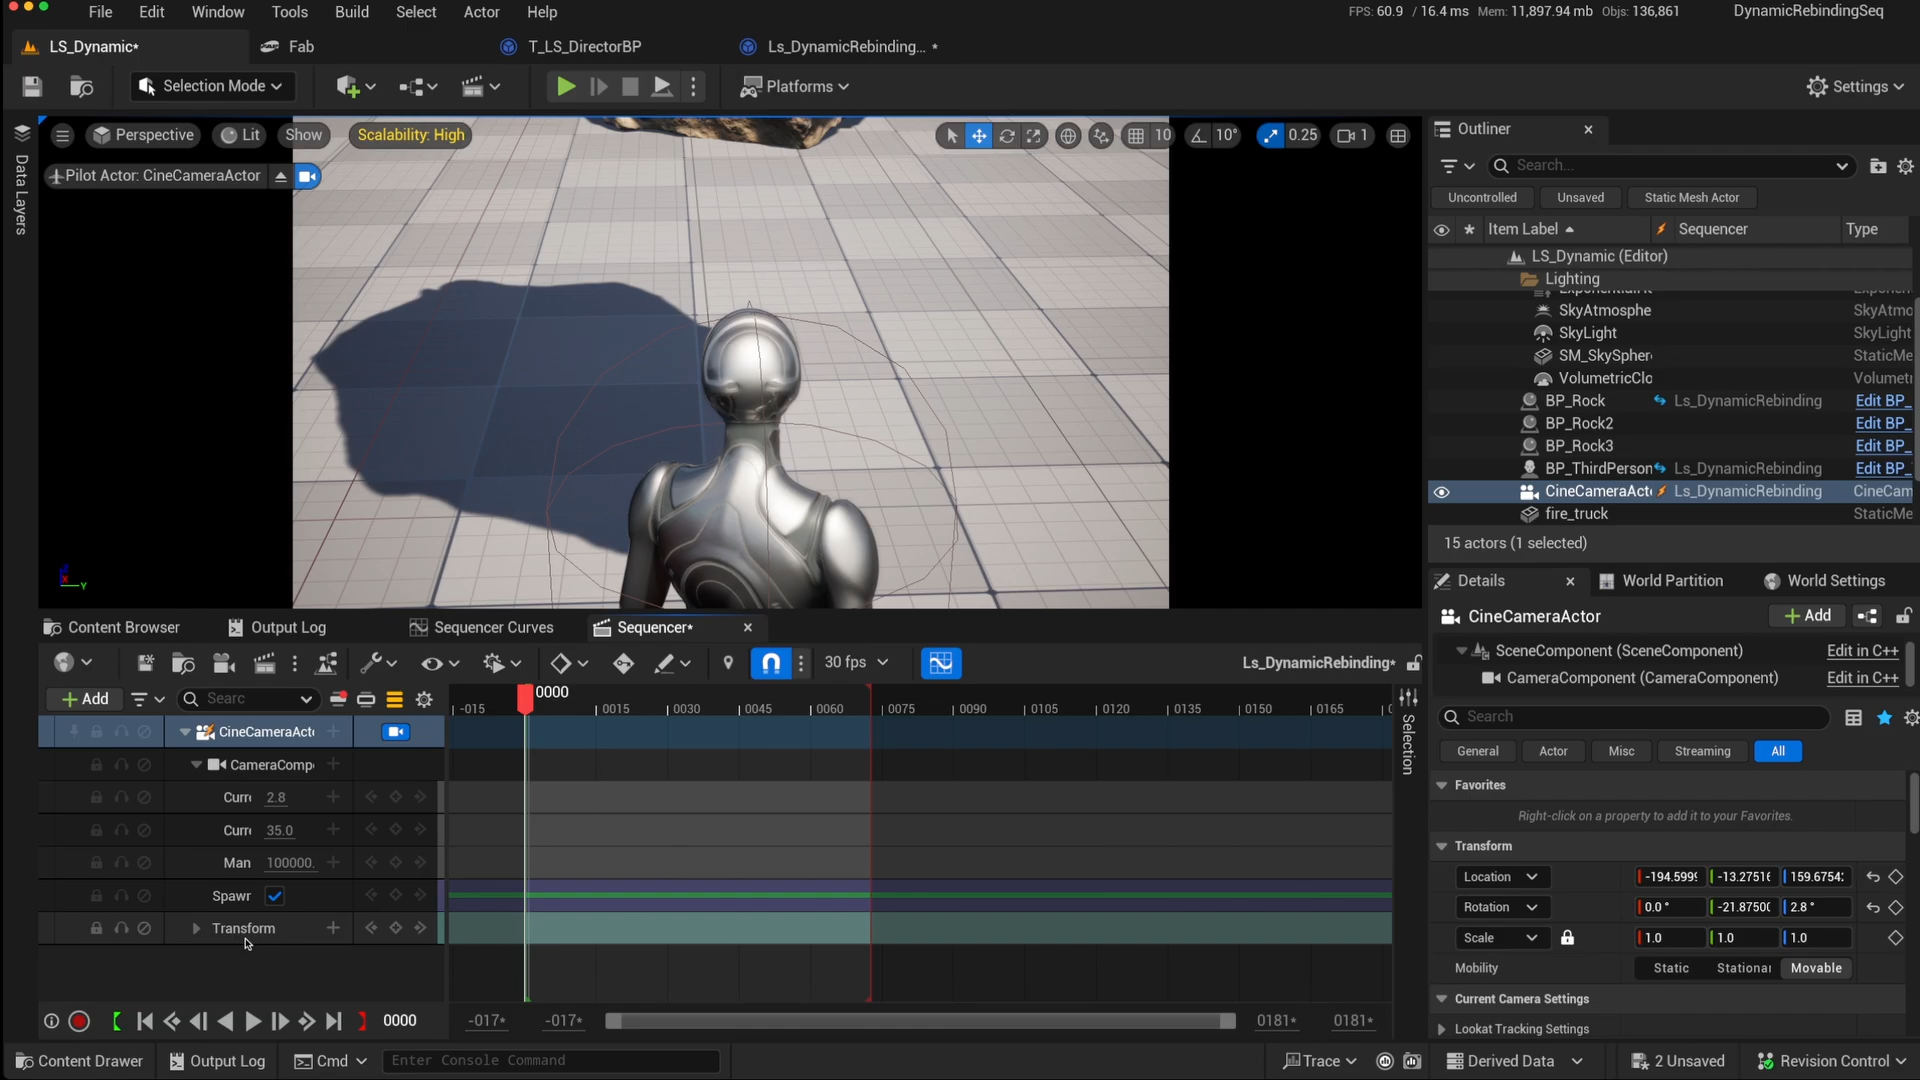 File Edit Window Tools Build Select Actor Help
FPS: 60.9 / 16.4 ms Mem: 11,897.94 mb Objs: 136,861
DynamicRebindingSeq
LS_Dynamic*
Fab
T_LS_DirectorBP
Ls_DynamicRebinding... *
Selection Mode
Platforms
Settings
Data Layers
Perspective
Lit
Show
Scalability: High
10
10°
0.25
1
Pilot Actor: CineCameraActor
Outliner
Search...
Uncontrolled
Unsaved
Static Mesh Actor
Item Label
Sequencer
Type
LS_Dynamic (Editor)
Lighting
SkyAtmosphe SkyAtmo
SkyLight SkyLight
SM_SkySpher StaticMe
VolumetricClo Volumet
BP_Rock Ls_DynamicRebinding Edit BP_
BP_Rock2 Edit BP_
BP_Rock3 Edit BP_
BP_ThirdPerson Ls_DynamicRebinding Edit BP_
CineCameraActo Ls_DynamicRebinding CineCam
fire_truck StaticMe
15 actors (1 selected)
Details
World Partition
World Settings
CineCameraActor
Add
SceneComponent (SceneComponent) Edit in C++
CameraComponent (CameraComponent) Edit in C++
Search
General
Actor
Misc
Streaming
All
Favorites
Right-click on a property to add it to your Favorites.
Transform
Location -194.599 -13.27516 159.6754
Rotation 0.0 ° -21.8750 2.8 °
Scale 1.0 1.0 1.0
Mobility Static Stationar Movable
Current Camera Settings
Lookat Tracking Settings
Content Browser
Output Log
Sequencer Curves
Sequencer*
30 fps
Ls_DynamicRebinding*
Add
Searc
0000
-015 0015 0030 0045 0060 0075 0090 0105 0120 0135 0150 0165
Selection
CineCameraActo
CameraComp
Curr 2.8
Curr 35.0
Man 100000.
Spawr
Transform
0000
-017*
-017*
0181*
0181*
Content Drawer
Output Log
Cmd
Enter Console Command
Trace
Derived Data
2 Unsaved
Revision Control